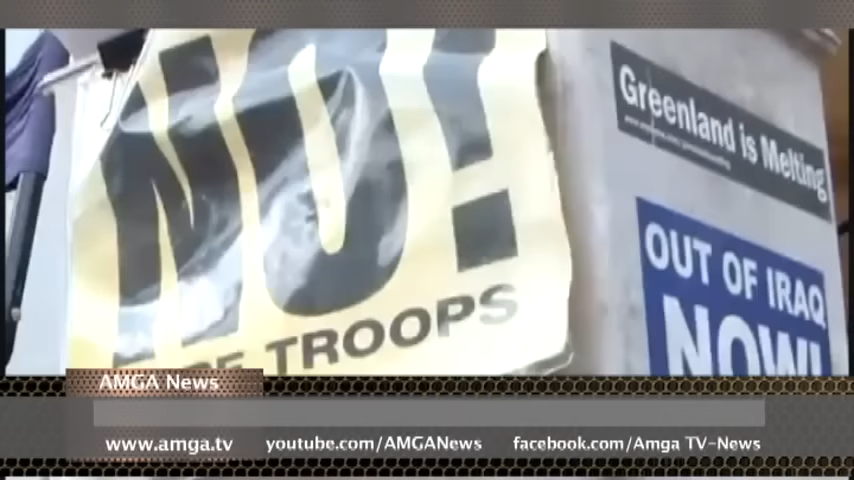 NO!
TROOPS
Greenland is Melting
OUT OF IRAQ
NOW!
AMGA News
www.amga.tv youtube.com/AMGANews facebook.com/Amga TV-News